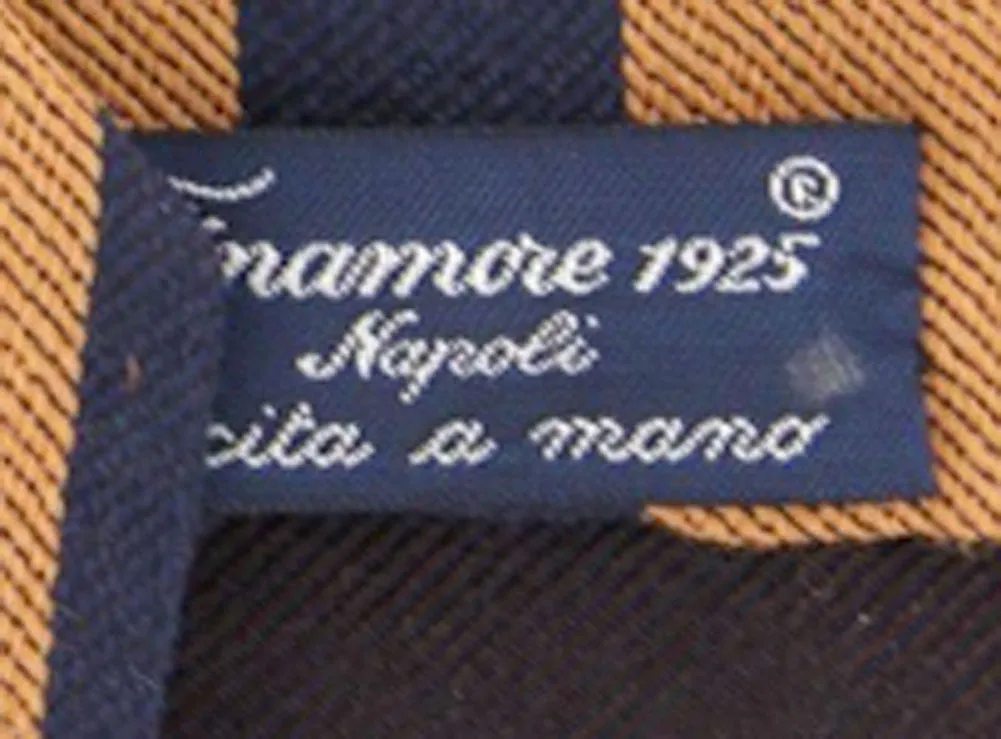 ®
namore 1925
Napoli
cita a mano